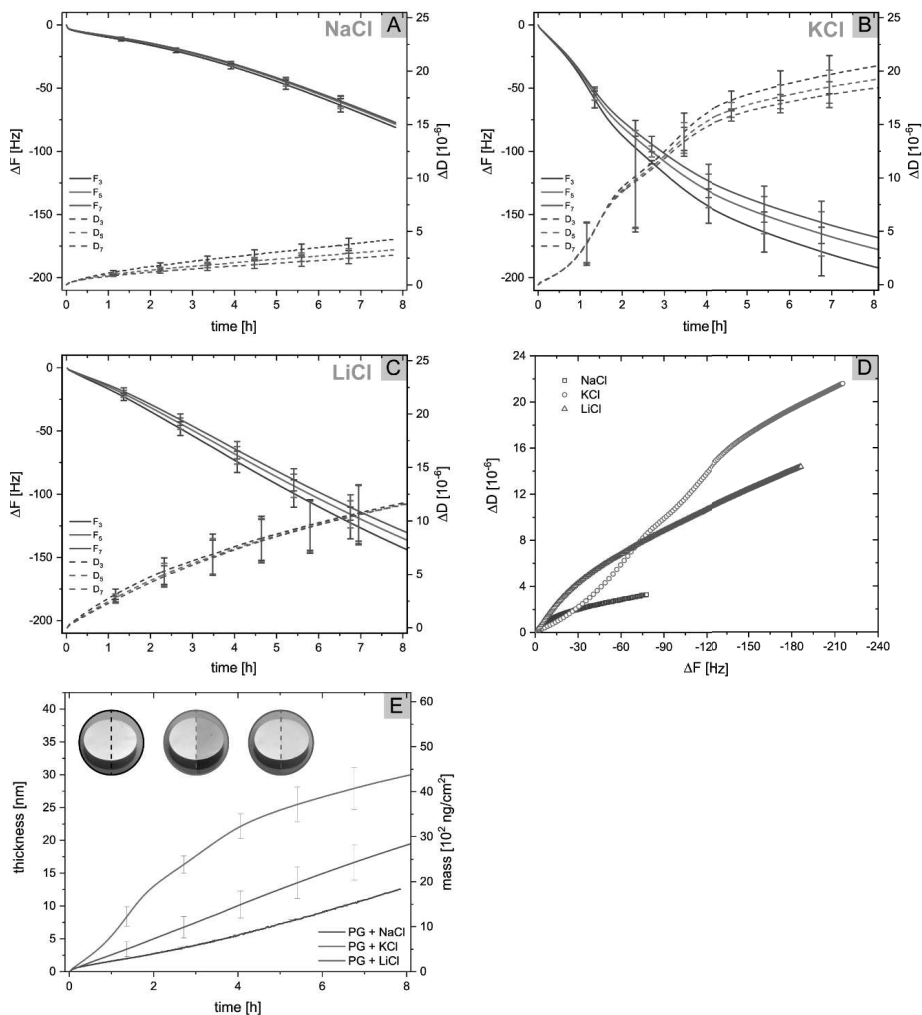 NaCl
A
0
-50
-100
-150
-200
ΔF [Hz]
25
20
15
10
5
0
ΔD [10⁻⁶]
F₃
F₅
F₇
D₃
D₅
D₇
0 1 2 3 4 5 6 7 8
time [h]
KCl
B
0
-50
-100
-150
-200
ΔF [Hz]
25
20
15
10
5
0
ΔD [10⁻⁶]
F₃
F₅
F₇
D₃
D₅
D₇
0 1 2 3 4 5 6 7 8
time [h]
LiCl
C
0
-50
-100
-150
-200
ΔF [Hz]
25
20
15
10
5
0
ΔD [10⁻⁶]
F₃
F₅
F₇
D₃
D₅
D₇
0 1 2 3 4 5 6 7 8
time [h]
D
24
20
16
12
8
4
0
ΔD [10⁻⁶]
NaCl
KCl
LiCl
0 -30 -60 -90 -120 -150 -180 -210 -240
ΔF [Hz]
E
40
35
30
25
20
15
10
5
0
thickness [nm]
60
50
40
30
20
10
0
mass [10² ng/cm²]
PG + NaCl
PG + KCl
PG + LiCl
0 2 4 6 8
time [h]